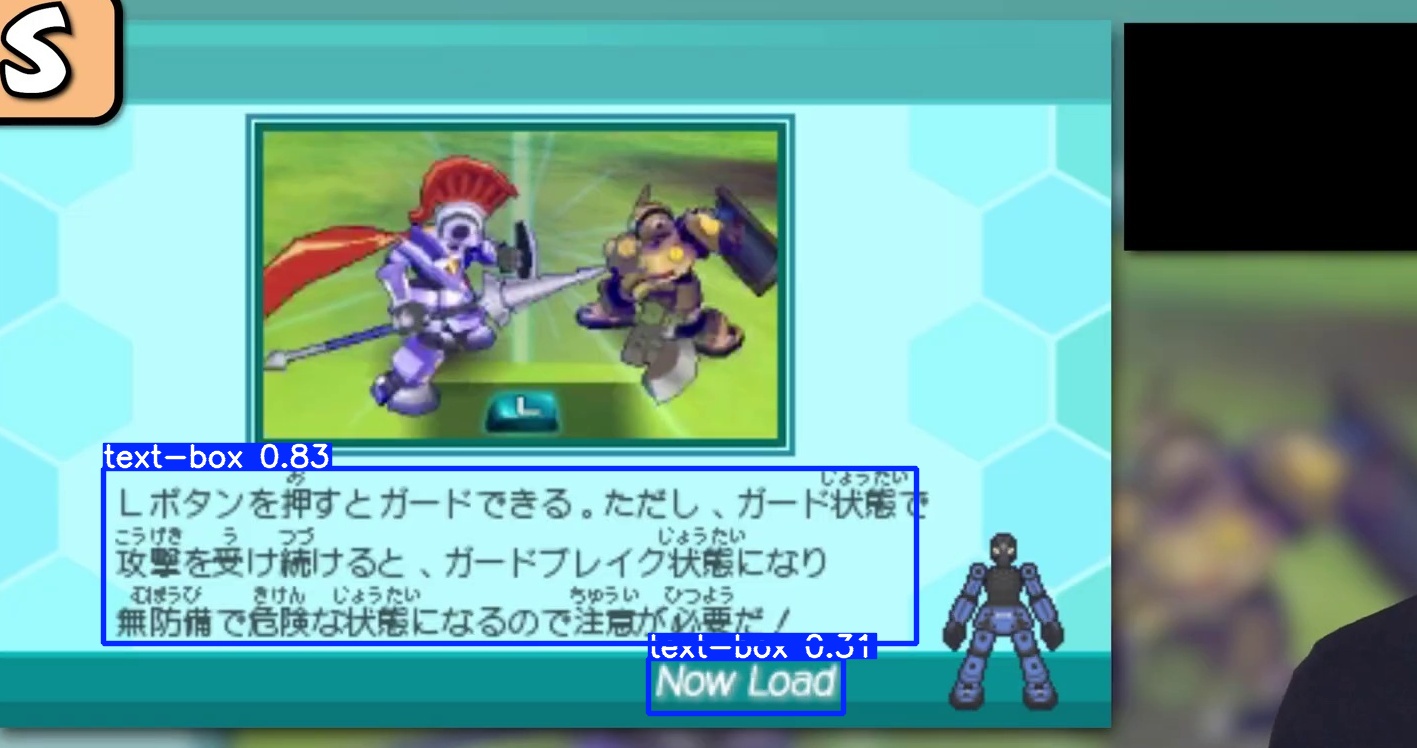 S
L
text-box 0.83
Lボタンを押すとガードできる。ただし、ガード状態で
攻撃を受け続けると、ガードブレイク状態になり
無防備で危険な状態になるので注意が必要だ!
text-box 0.31
Now Load